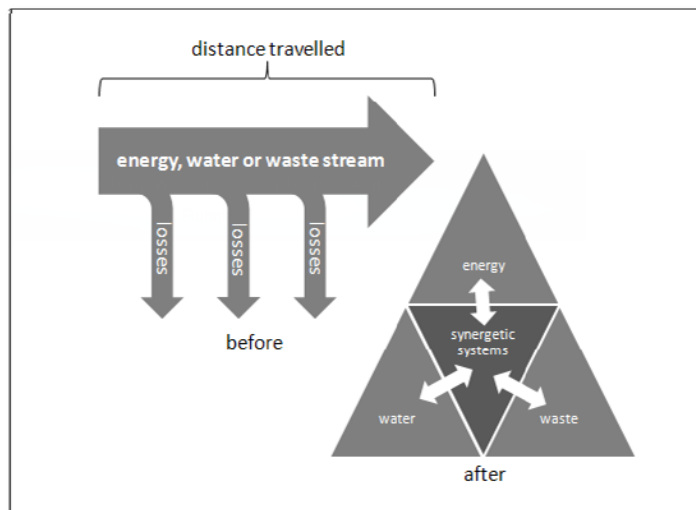 distance travelled
energy, water or waste stream
losses
losses
losses
before
energy
synergetic
systems
water
waste
after